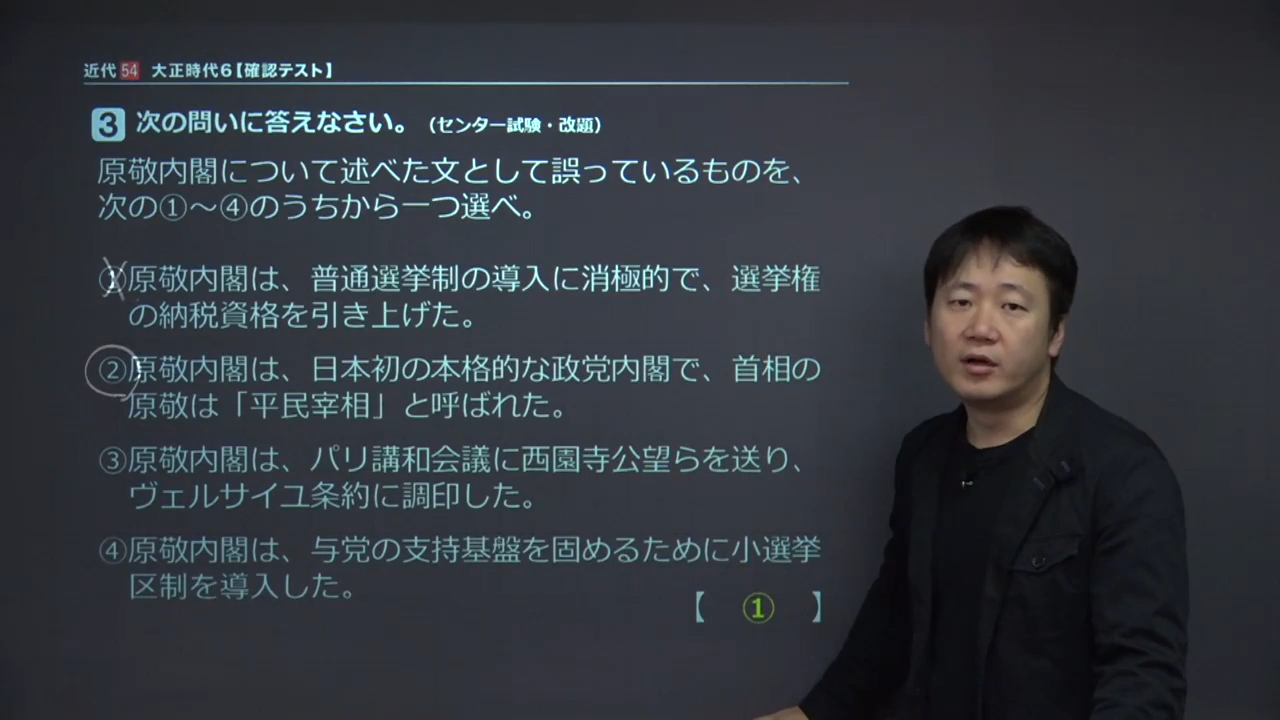 近代 54 大正時代6【確認テスト】
3 次の問いに答えなさい。（センター試験・改題）
原敬内閣について述べた文として誤っているものを、
次の①～④のうちから一つ選べ。
①原敬内閣は、普通選挙制の導入に消極的で、選挙権
の納税資格を引き上げた。
②原敬内閣は、日本初の本格的な政党内閣で、首相の
原敬は「平民宰相」と呼ばれた。
③原敬内閣は、パリ講和会議に西園寺公望らを送り、
ヴェルサイユ条約に調印した。
④原敬内閣は、与党の支持基盤を固めるために小選挙
区制を導入した。
【 ① 】